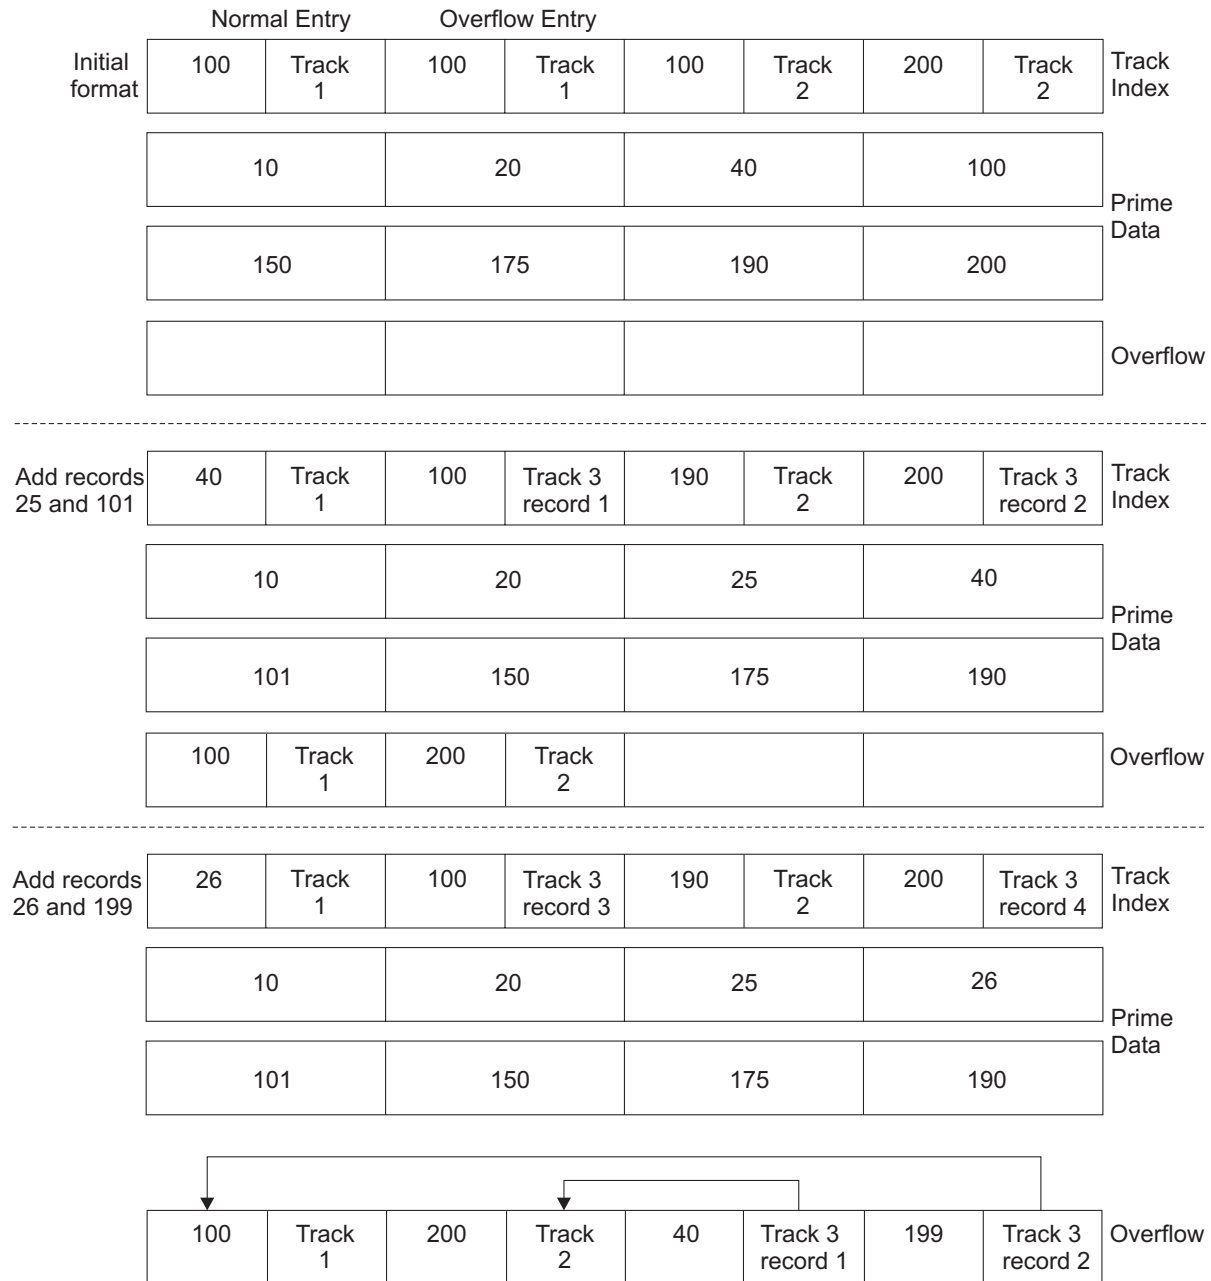 Normal Entry Overflow Entry
Initial format 100 Track 1 100 Track 1 100 Track 2 200 Track 2 Track Index
10 20 40 100
Prime Data
150 175 190 200
Overflow
Add records 25 and 101 40 Track 1 100 Track 3 record 1 190 Track 2 200 Track 3 record 2 Track Index
10 20 25 40
Prime Data
101 150 175 190
100 Track 1 200 Track 2 Overflow
Add records 26 and 199 26 Track 1 100 Track 3 record 3 190 Track 2 200 Track 3 record 4 Track Index
10 20 25 26
Prime Data
101 150 175 190
100 Track 1 200 Track 2 40 Track 3 record 1 199 Track 3 record 2 Overflow